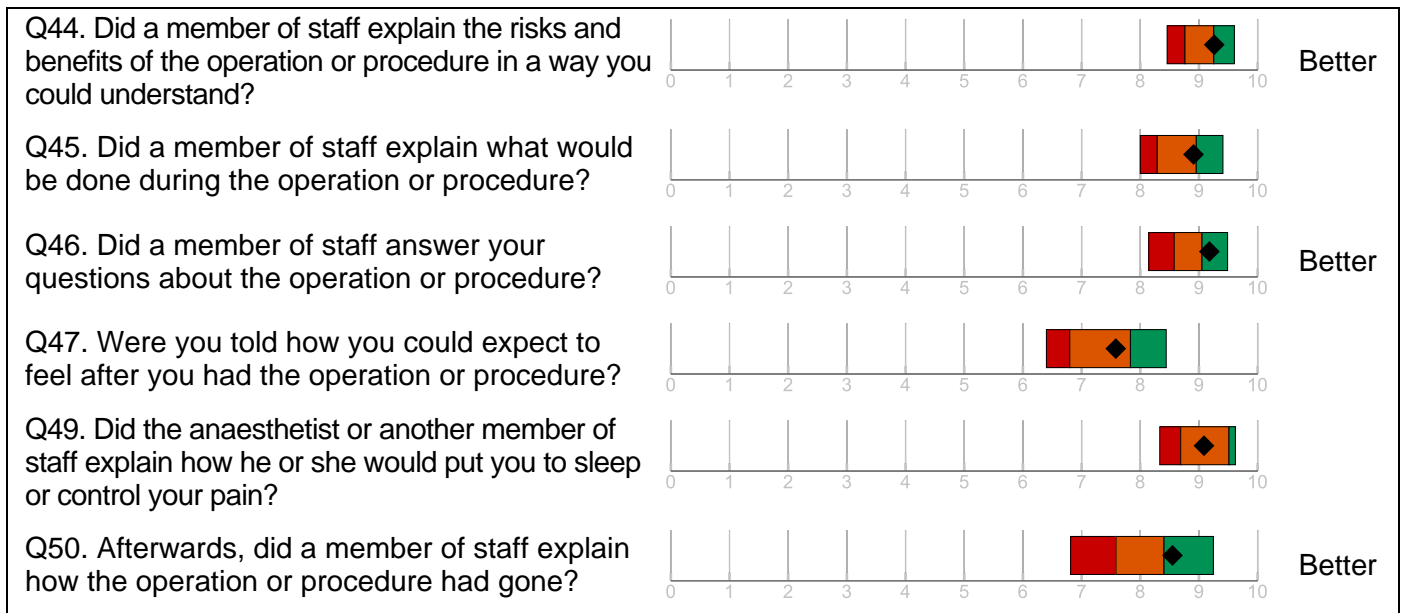 Q44. Did a member of staff explain the risks and
benefits of the operation or procedure in a way you
could understand?
0 1 2 3 4 5 6 7 8 9 10
Better
Q45. Did a member of staff explain what would
be done during the operation or procedure?
0 1 2 3 4 5 6 7 8 9 10
Q46. Did a member of staff answer your
questions about the operation or procedure?
0 1 2 3 4 5 6 7 8 9 10
Better
Q47. Were you told how you could expect to
feel after you had the operation or procedure?
0 1 2 3 4 5 6 7 8 9 10
Q49. Did the anaesthetist or another member of
staff explain how he or she would put you to sleep
or control your pain?
0 1 2 3 4 5 6 7 8 9 10
Q50. Afterwards, did a member of staff explain
how the operation or procedure had gone?
0 1 2 3 4 5 6 7 8 9 10
Better